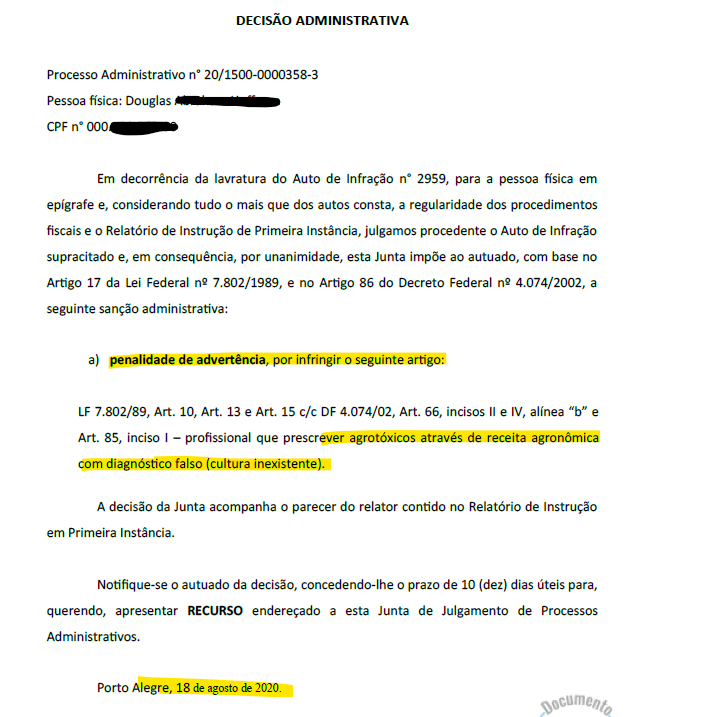 DECISÃO ADMINISTRATIVA
Processo Administrativo n° 20/1500-0000358-3
Pessoa física: Douglas
CPF n° 000.
Em decorrência da lavratura do Auto de Infração n° 2959, para a pessoa física em
epígrafe e, considerando tudo o mais que dos autos consta, a regularidade dos procedimentos
fiscais e o Relatório de Instrução de Primeira Instância, julgamos procedente o Auto de Infração
supracitado e, em consequência, por unanimidade, esta Junta impõe ao autuado, com base no
Artigo 17 da Lei Federal nº 7.802/1989, e no Artigo 86 do Decreto Federal nº 4.074/2002, a
seguinte sanção administrativa:
a) penalidade de advertência, por infringir o seguinte artigo:
LF 7.802/89, Art. 10, Art. 13 e Art. 15 c/c DF 4.074/02, Art. 66, incisos II e IV, alínea “b” e
Art. 85, inciso I – profissional que prescrever agrotóxicos através de receita agronômica
com diagnóstico falso (cultura inexistente).
A decisão da Junta acompanha o parecer do relator contido no Relatório de Instrução
em Primeira Instância.
Notifique-se o autuado da decisão, concedendo-lhe o prazo de 10 (dez) dias úteis para,
querendo, apresentar RECURSO endereçado a esta Junta de Julgamento de Processos
Administrativos.
Porto Alegre, 18 de agosto de 2020.
Documento